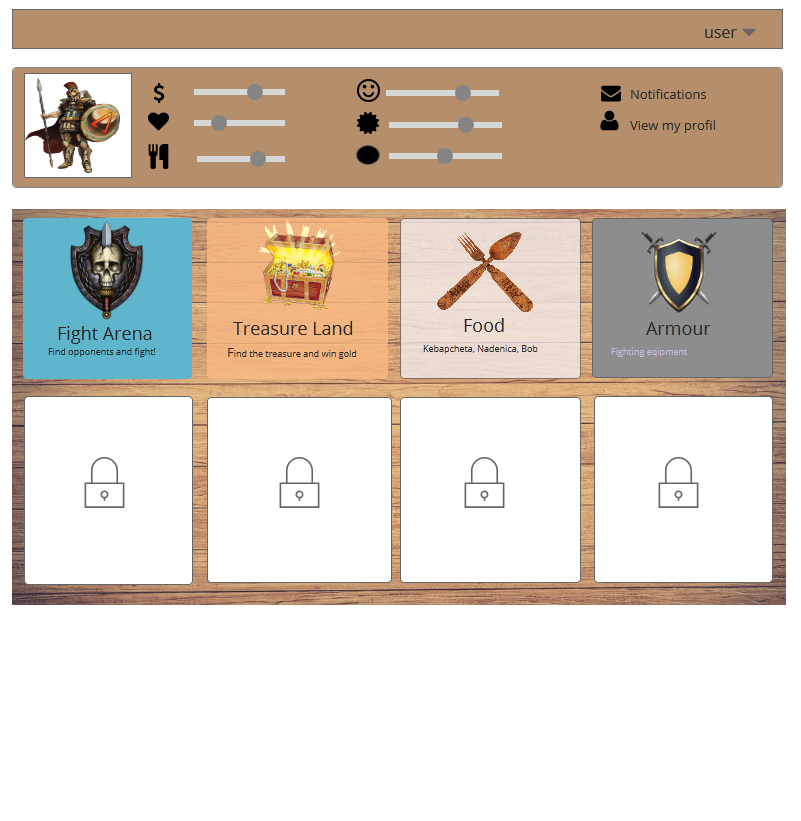 user
$
Notifications
View my profil
Fight Arena
Find opponents and fight!
Treasure Land
Find the treasure and win gold
Food
Kebapcheta, Nadenica, Bob
Armour
Fighting eqipment